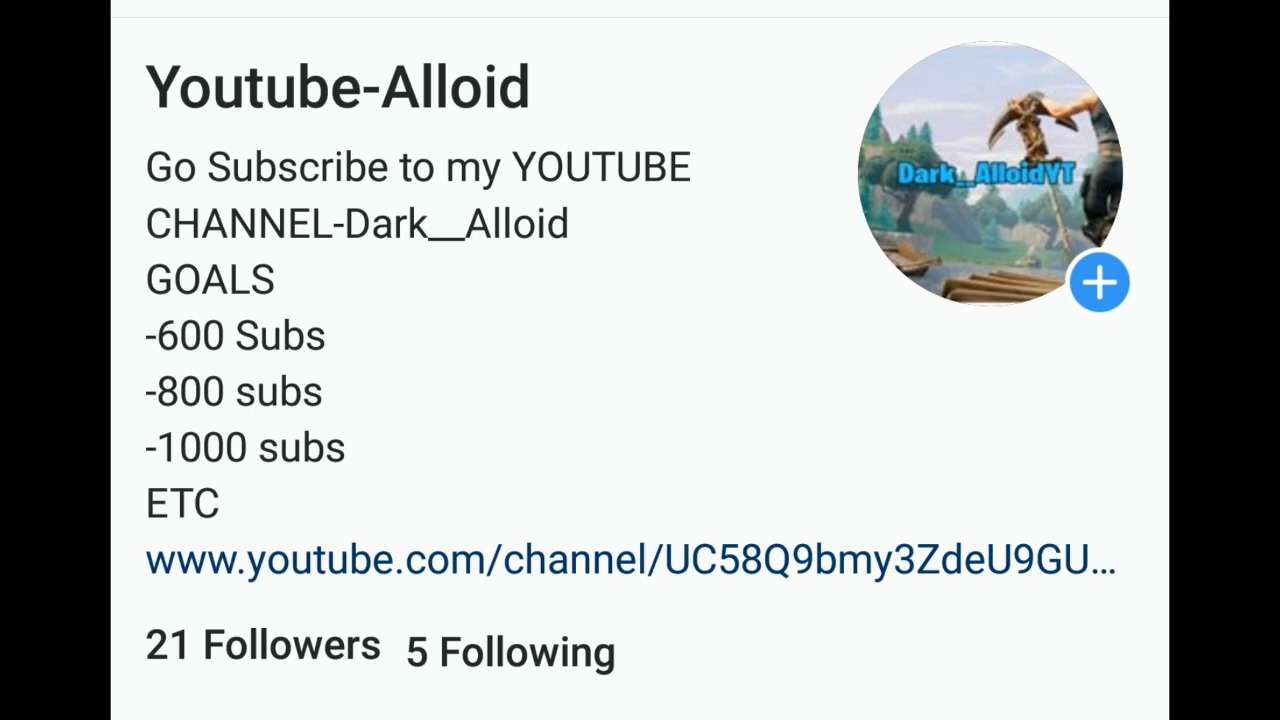 Youtube-Alloid
Go Subscribe to my YOUTUBE
CHANNEL-Dark__Alloid
GOALS
-600 Subs
-800 subs
-1000 subs
ETC
www.youtube.com/channel/UC58Q9bmy3ZdeU9GU...
21 Followers 5 Following
Dark__AlloidYT